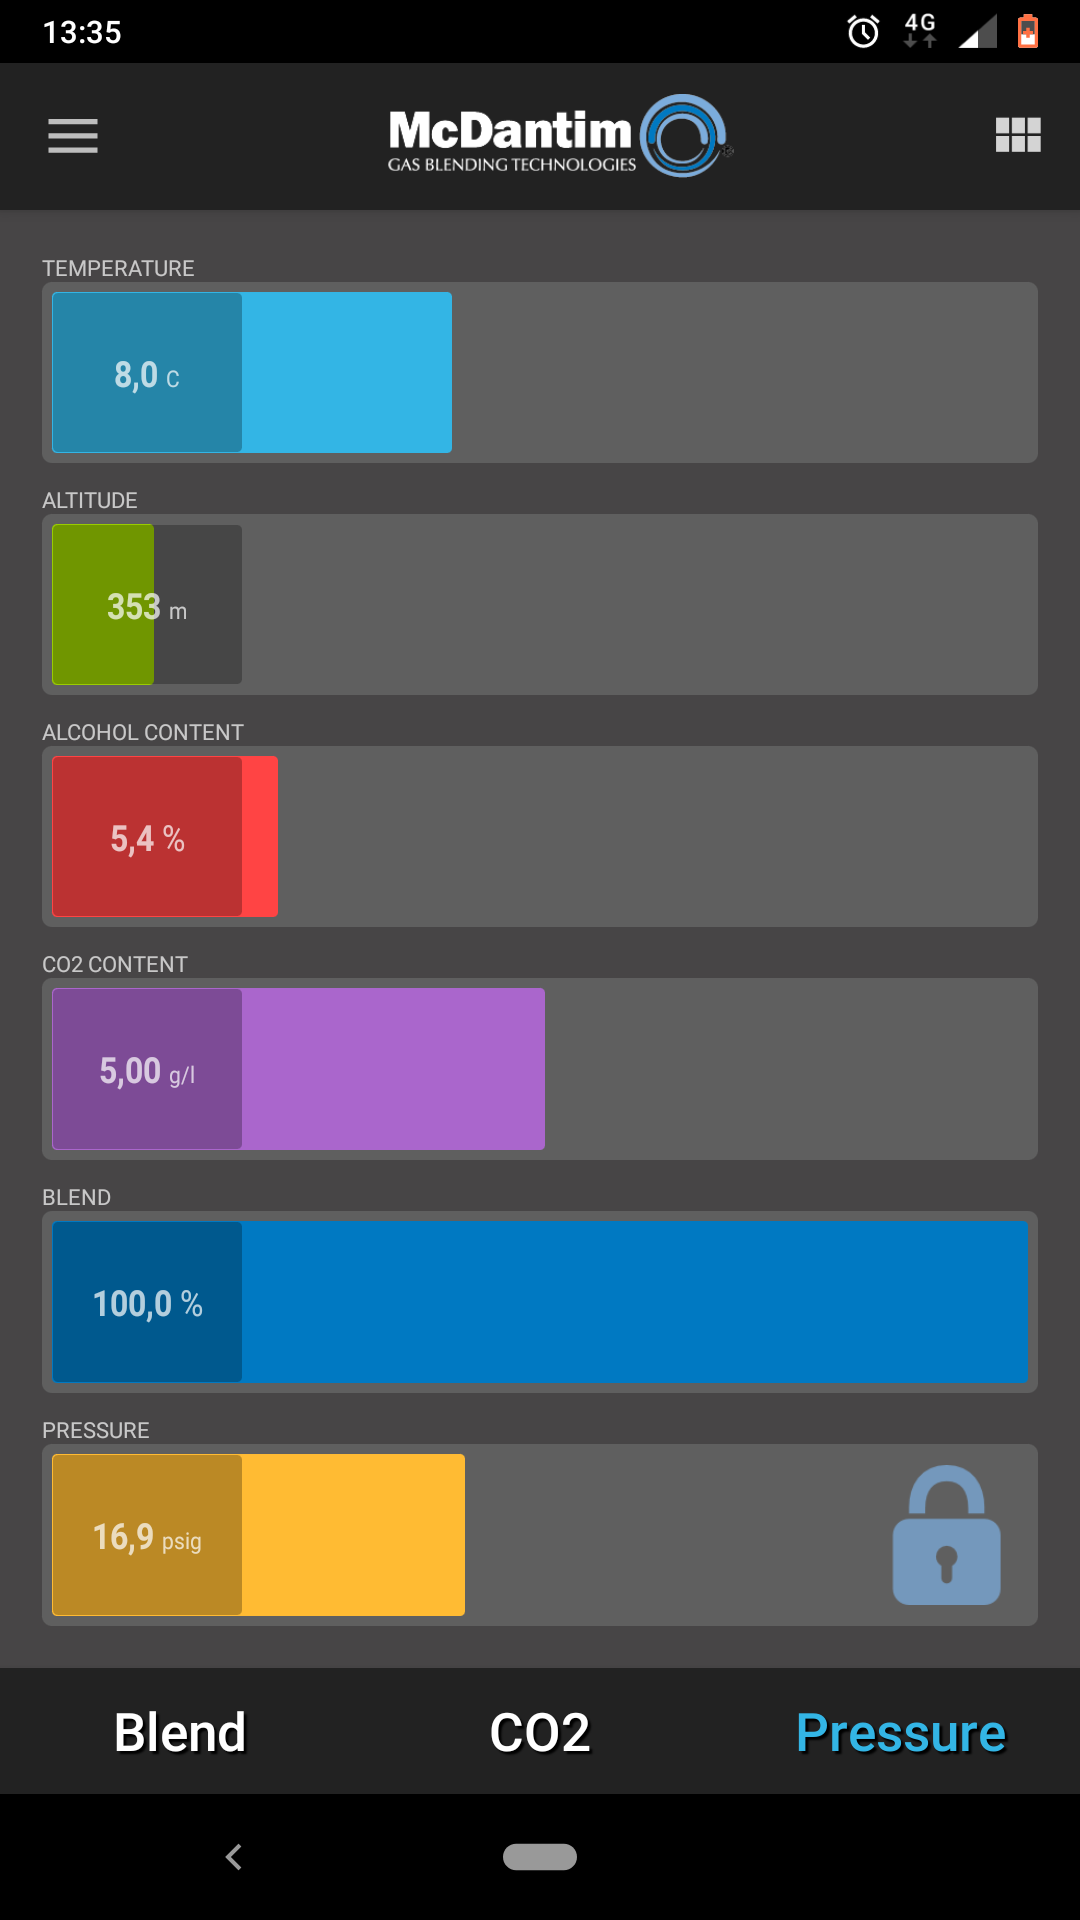 13:35
4G
McDantim
GAS BLENDING TECHNOLOGIES
TEMPERATURE
8,0 C
ALTITUDE
353 m
ALCOHOL CONTENT
5,4 %
CO2 CONTENT
5,00 g/l
BLEND
100,0 %
PRESSURE
16,9 psig
Blend CO2 Pressure